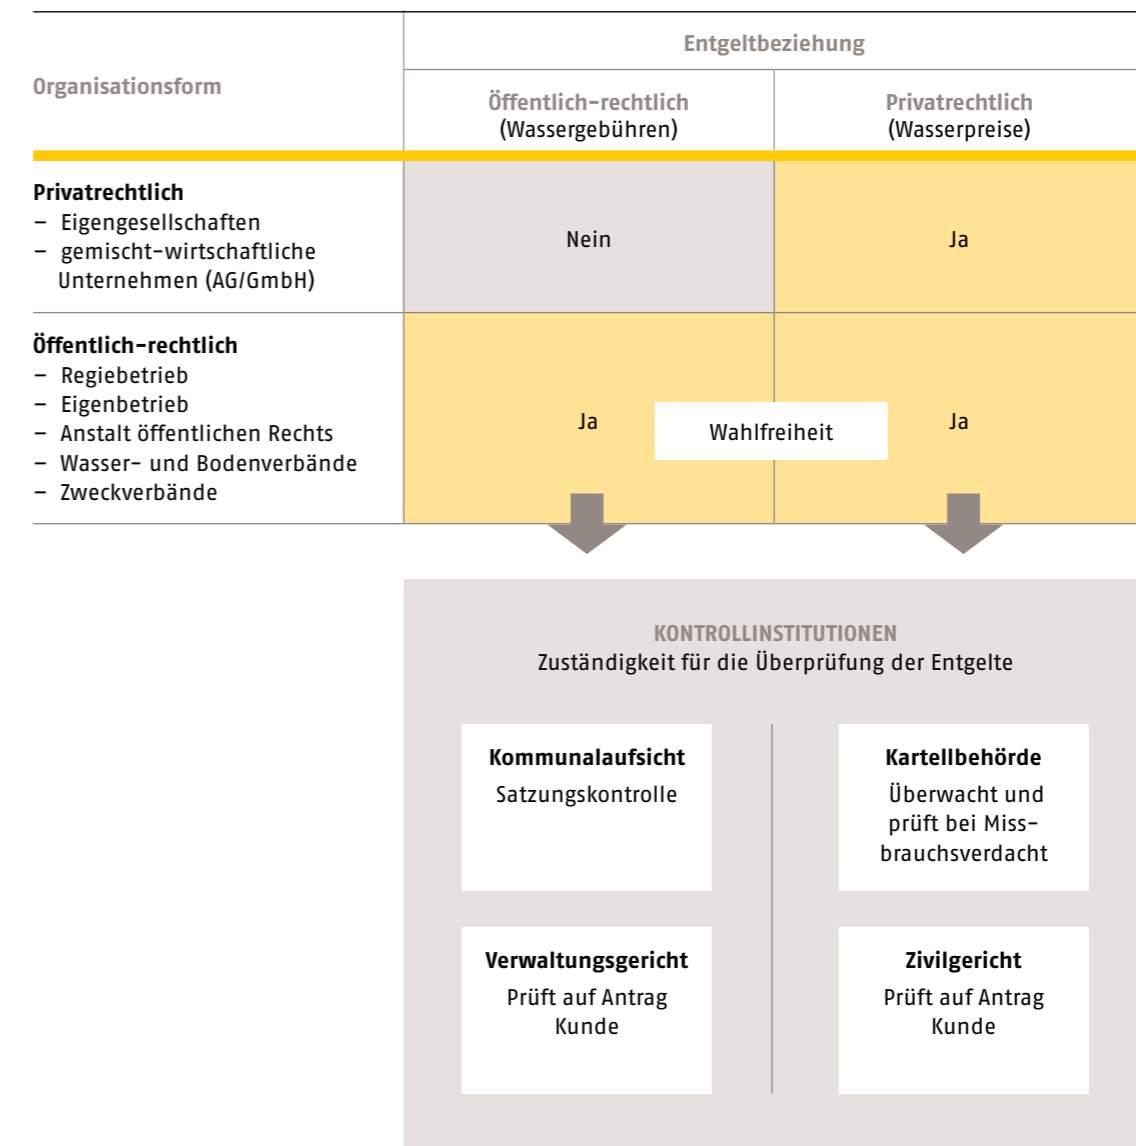 Organisationsform
Entgeltbeziehung
Öffentlich-rechtlich
(Wassergebühren)
Privatrechtlich
(Wasserpreise)
Privatrechtlich
– Eigengesellschaften
– gemischt-wirtschaftliche
Unternehmen (AG/GmbH)
Nein
Ja
Öffentlich-rechtlich
– Regiebetrieb
– Eigenbetrieb
– Anstalt öffentlichen Rechts
– Wasser- und Bodenverbände
– Zweckverbände
Ja
Wahlfreiheit
Ja
KONTROLLINSTITUTIONEN
Zuständigkeit für die Überprüfung der Entgelte
Kommunalaufsicht
Satzungskontrolle
Kartellbehörde
Überwacht und
prüft bei Miss-
brauchsverdacht
Verwaltungsgericht
Prüft auf Antrag
Kunde
Zivilgericht
Prüft auf Antrag
Kunde